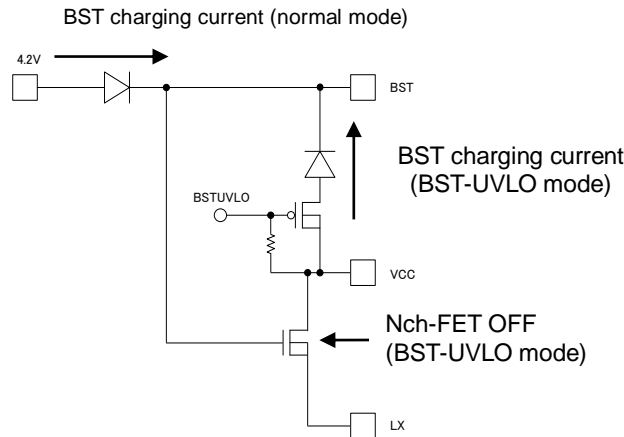 BST charging current (normal mode)
4.2V
BST
BST charging current
(BST-UVLO mode)
BSTUVLO
VCC
Nch-FET OFF
(BST-UVLO mode)
LX